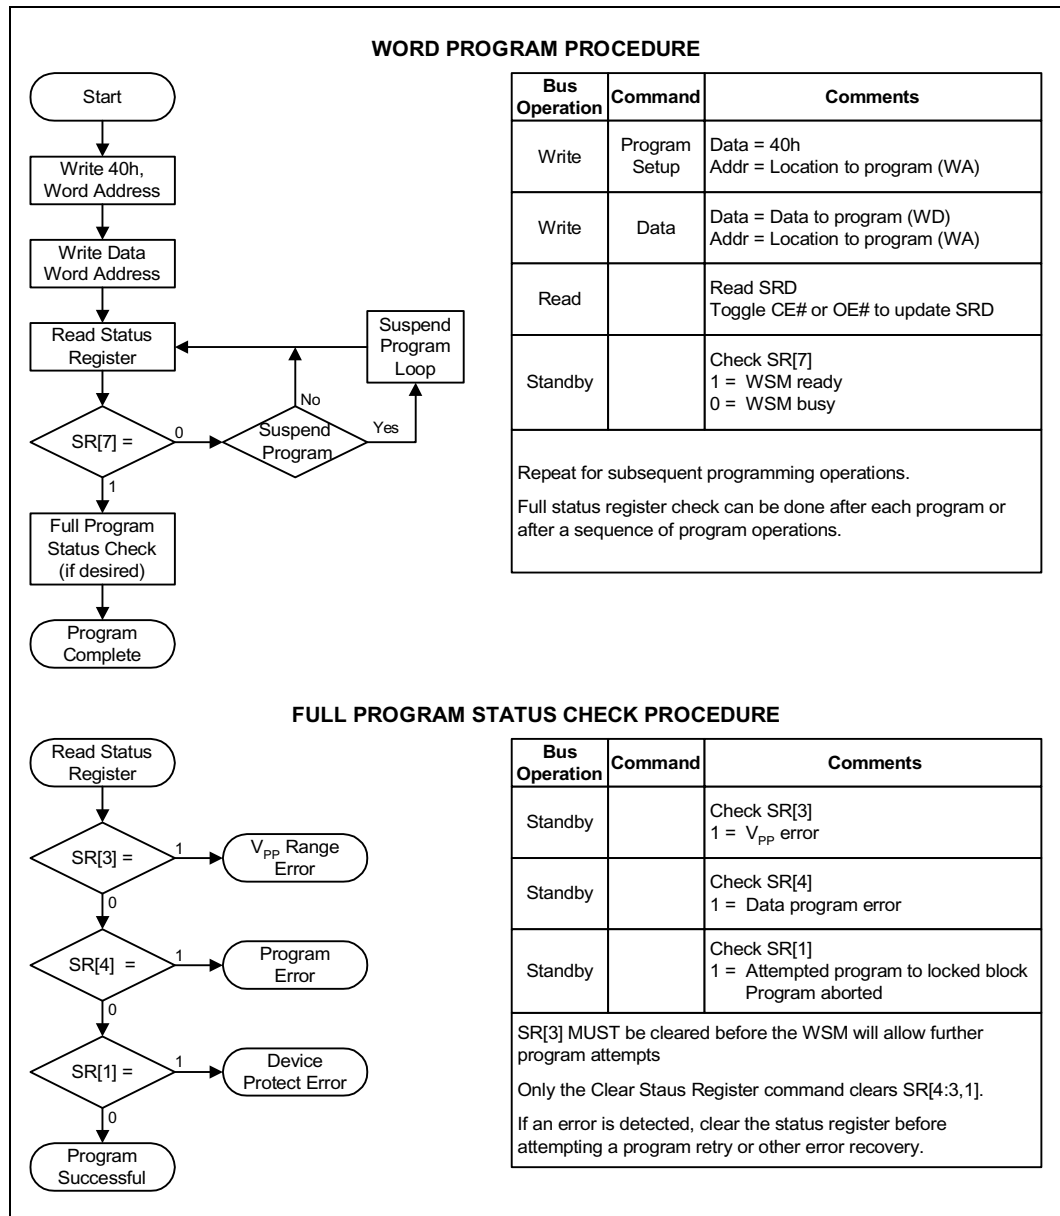 WORD PROGRAM PROCEDURE
Start
Write 40h,
Word Address
Write Data
Word Address
Read Status
Register
Suspend
Program
Loop
No
Yes
SR[7] =
0
Suspend
Program
1
Full Program
Status Check
(if desired)
Program
Complete
Bus
Operation
Command
Comments
Write
Program
Setup
Data = 40h
Addr = Location to program (WA)
Write
Data
Data = Data to program (WD)
Addr = Location to program (WA)
Read
Read SRD
Toggle CE# or OE# to update SRD
Standby
Check SR[7]
1 = WSM ready
0 = WSM busy
Repeat for subsequent programming operations.
Full status register check can be done after each program or
after a sequence of program operations.
FULL PROGRAM STATUS CHECK PROCEDURE
Read Status
Register
SR[3] =
1
VPP Range
Error
0
SR[4] =
1
Program
Error
0
SR[1] =
1
Device
Protect Error
0
Program
Successful
Bus
Operation
Command
Comments
Standby
Check SR[3]
1 = VPP error
Standby
Check SR[4]
1 = Data program error
Standby
Check SR[1]
1 = Attempted program to locked block
Program aborted
SR[3] MUST be cleared before the WSM will allow further
program attempts
Only the Clear Staus Register command clears SR[4:3,1].
If an error is detected, clear the status register before
attempting a program retry or other error recovery.